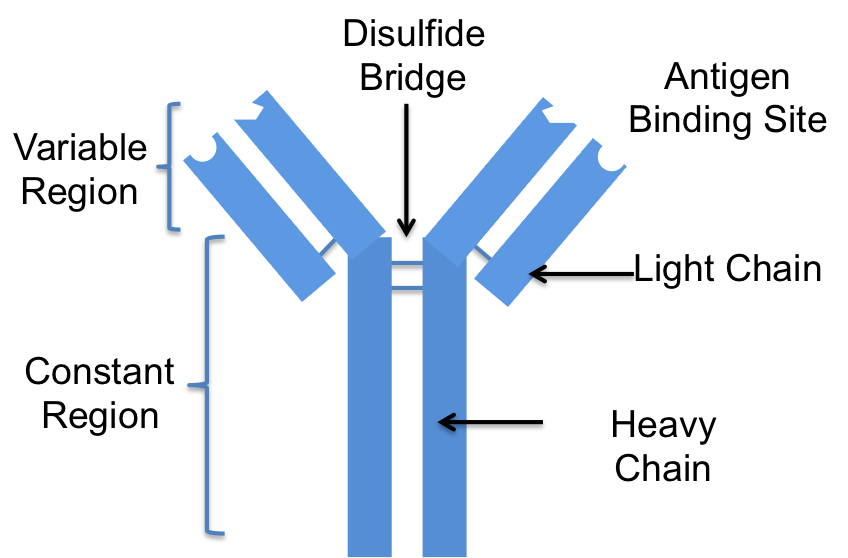 Disulfide
Bridge
Antigen
Binding Site
Variable
Region
Light Chain
Constant
Region
Heavy
Chain